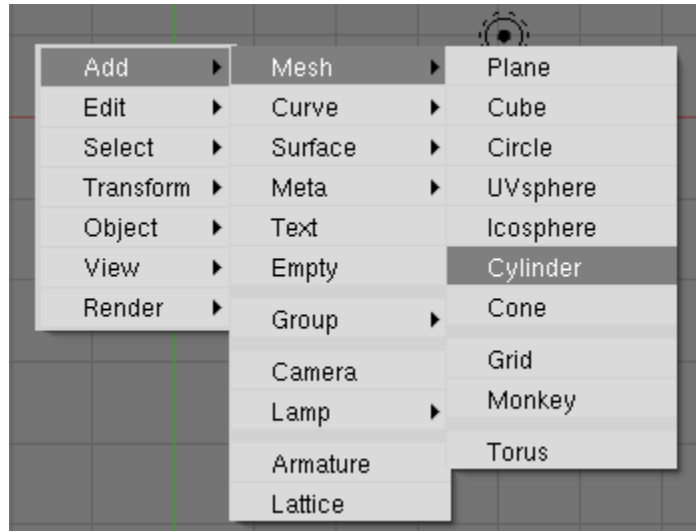 Add
Edit
Select
Transform
Object
View
Render
Mesh
Curve
Surface
Meta
Text
Empty
Group
Camera
Lamp
Armature
Lattice
Plane
Cube
Circle
UVsphere
Icosphere
Cylinder
Cone
Grid
Monkey
Torus